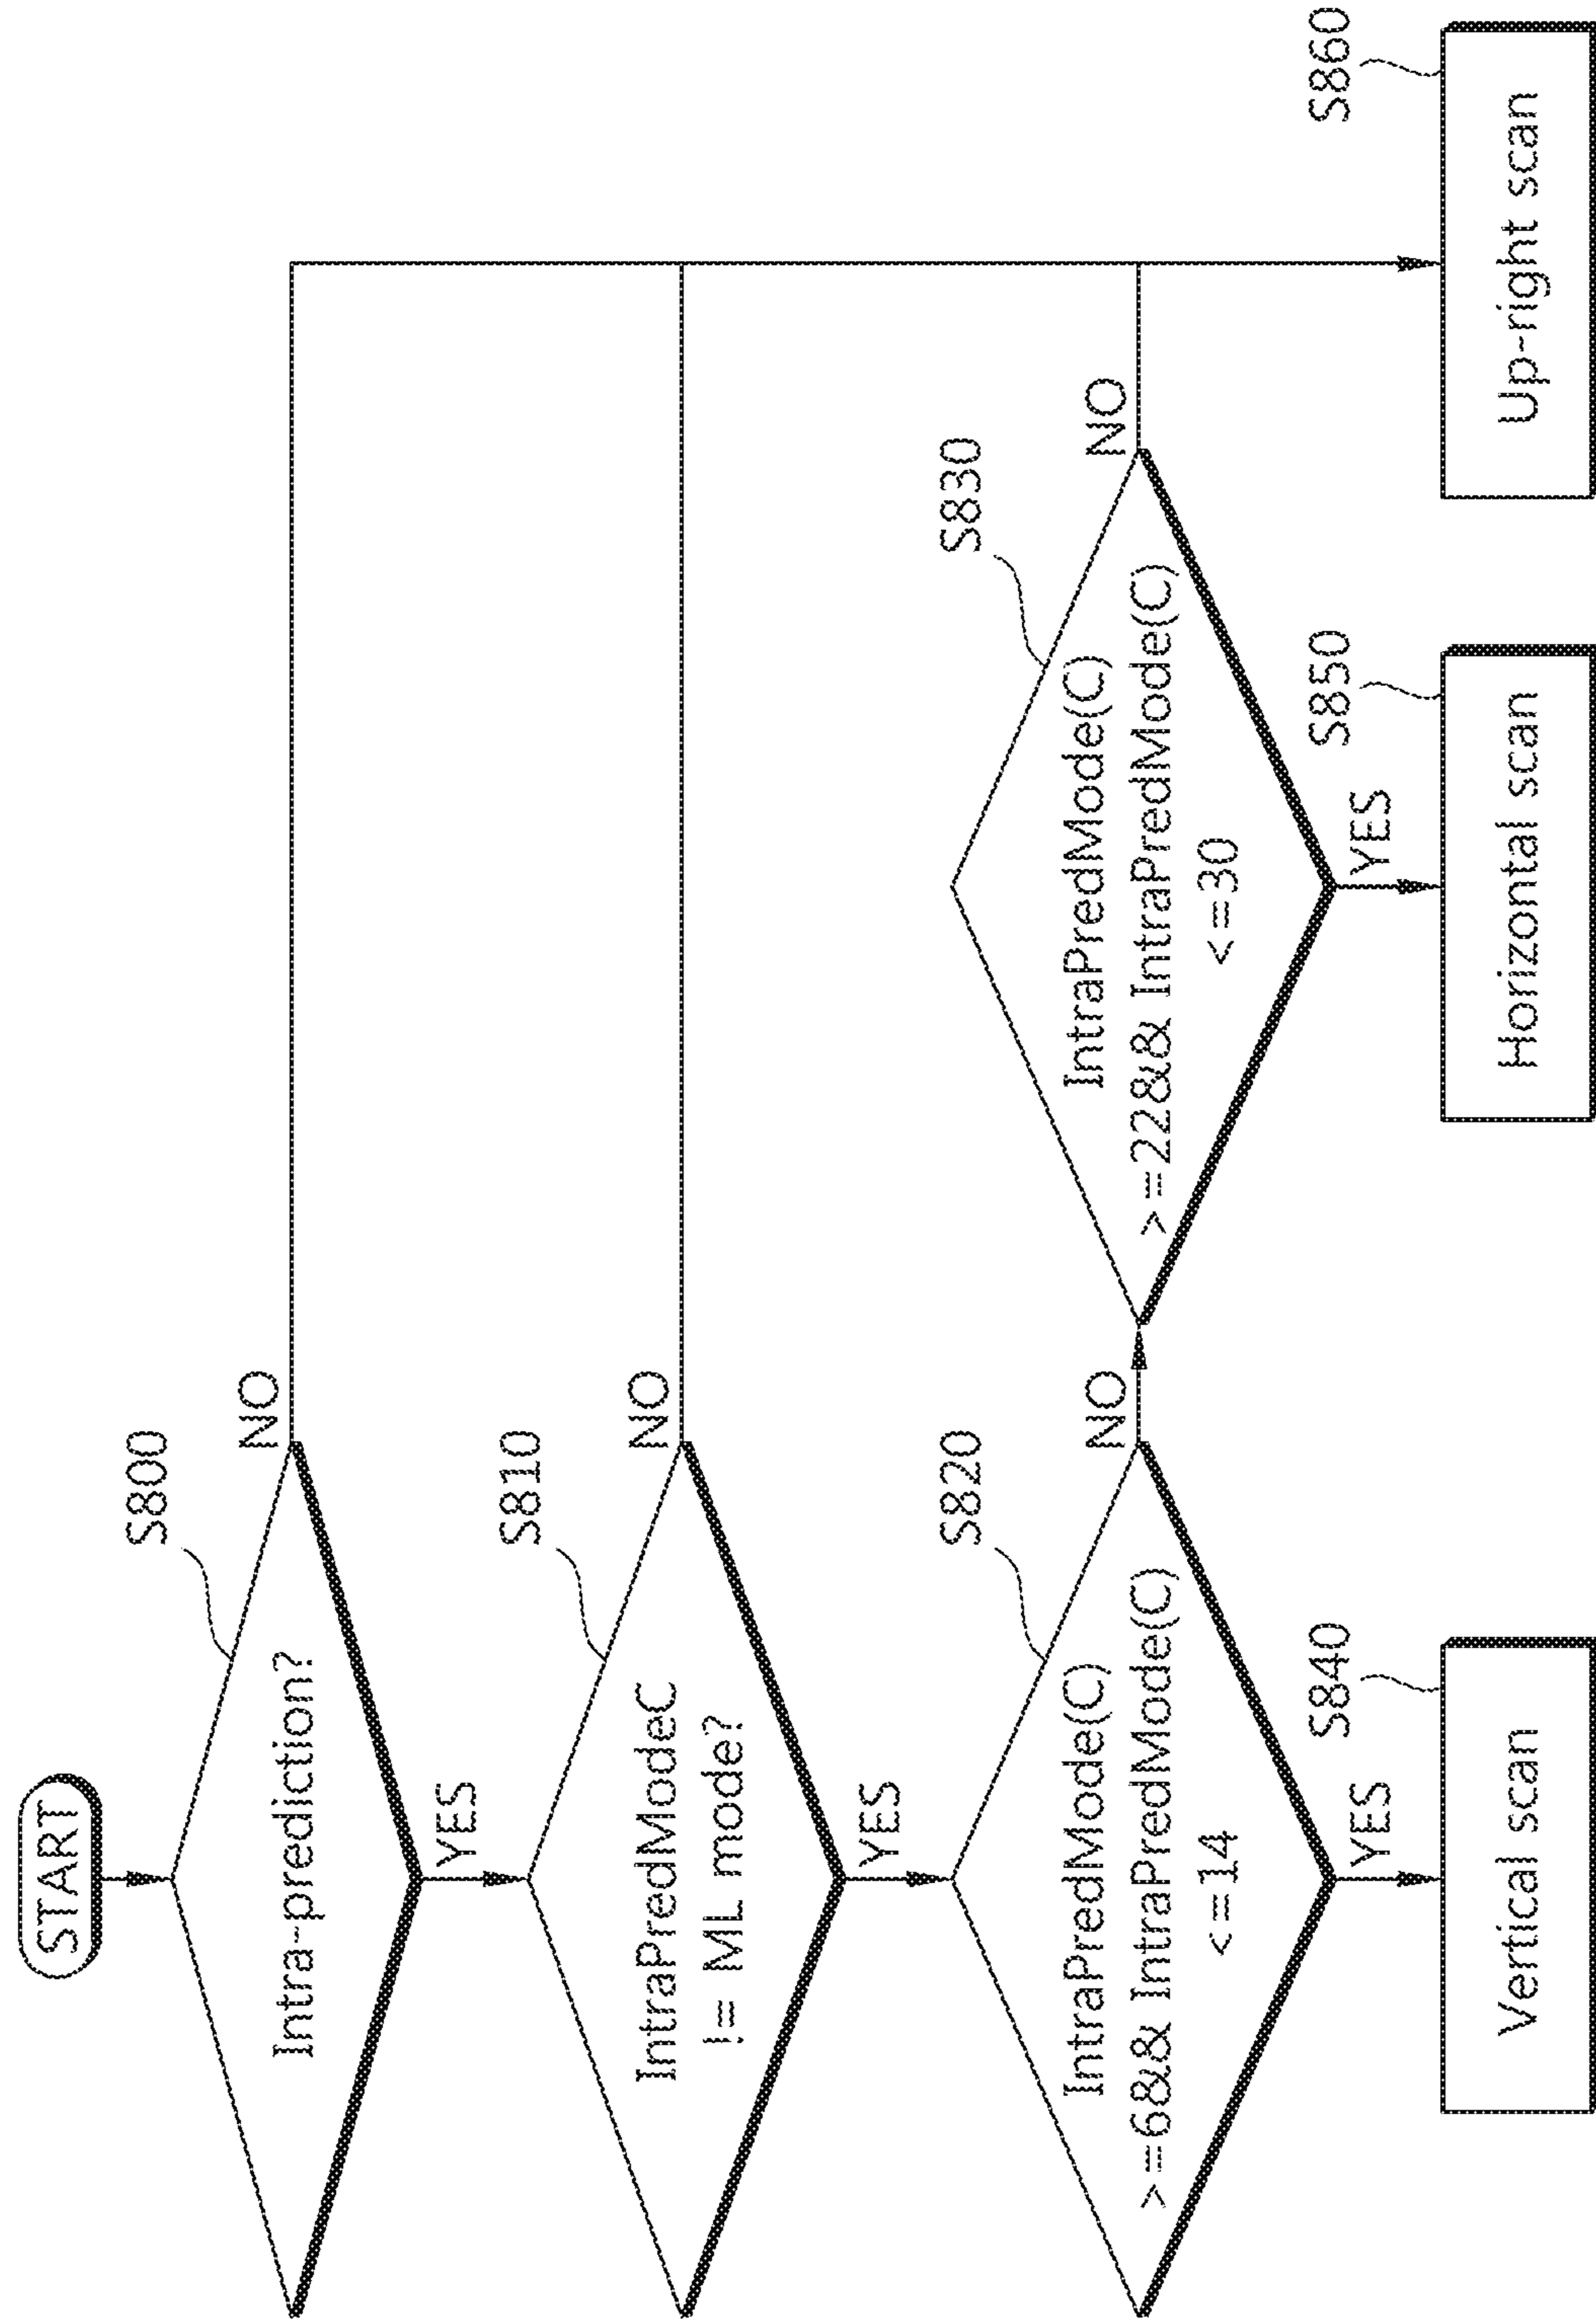 START
S800
Intra-prediction?
NO
YES
S810
IntraPredModeC
!= ML mode?
NO
YES
S820
IntraPredMode(C)
>=6&& IntraPredMode(C)
<=14
NO
YES
S830
IntraPredMode(C)
>=22&& IntraPredMode(C)
<=30
NO
YES
S840
Vertical scan
S850
Horizontal scan
S860
Up-right scan